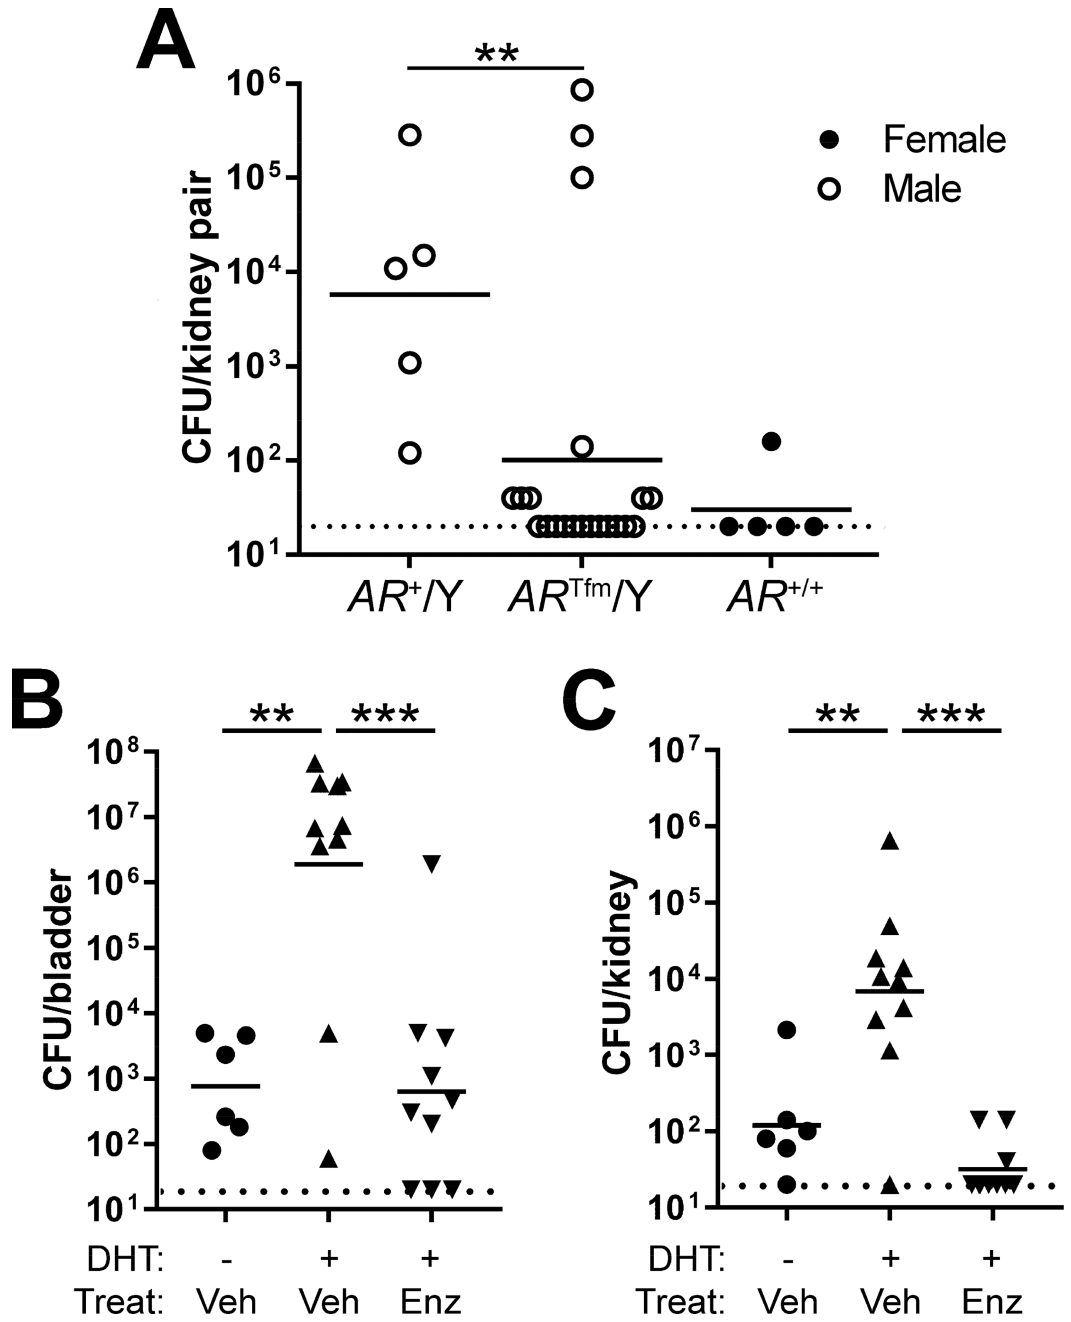 A
**
10⁶
10⁵
10⁴
10³
10²
10¹
CFU/kidney pair
Female
Male
AR⁺/Y
ARᵀᶠᵐ/Y
AR⁺/⁺
B
** ***
10⁸
10⁷
10⁶
10⁵
10⁴
10³
10²
10¹
CFU/bladder
DHT: - + +
Treat: Veh Veh Enz
C
** ***
10⁷
10⁶
10⁵
10⁴
10³
10²
10¹
CFU/kidney
DHT: - + +
Treat: Veh Veh Enz